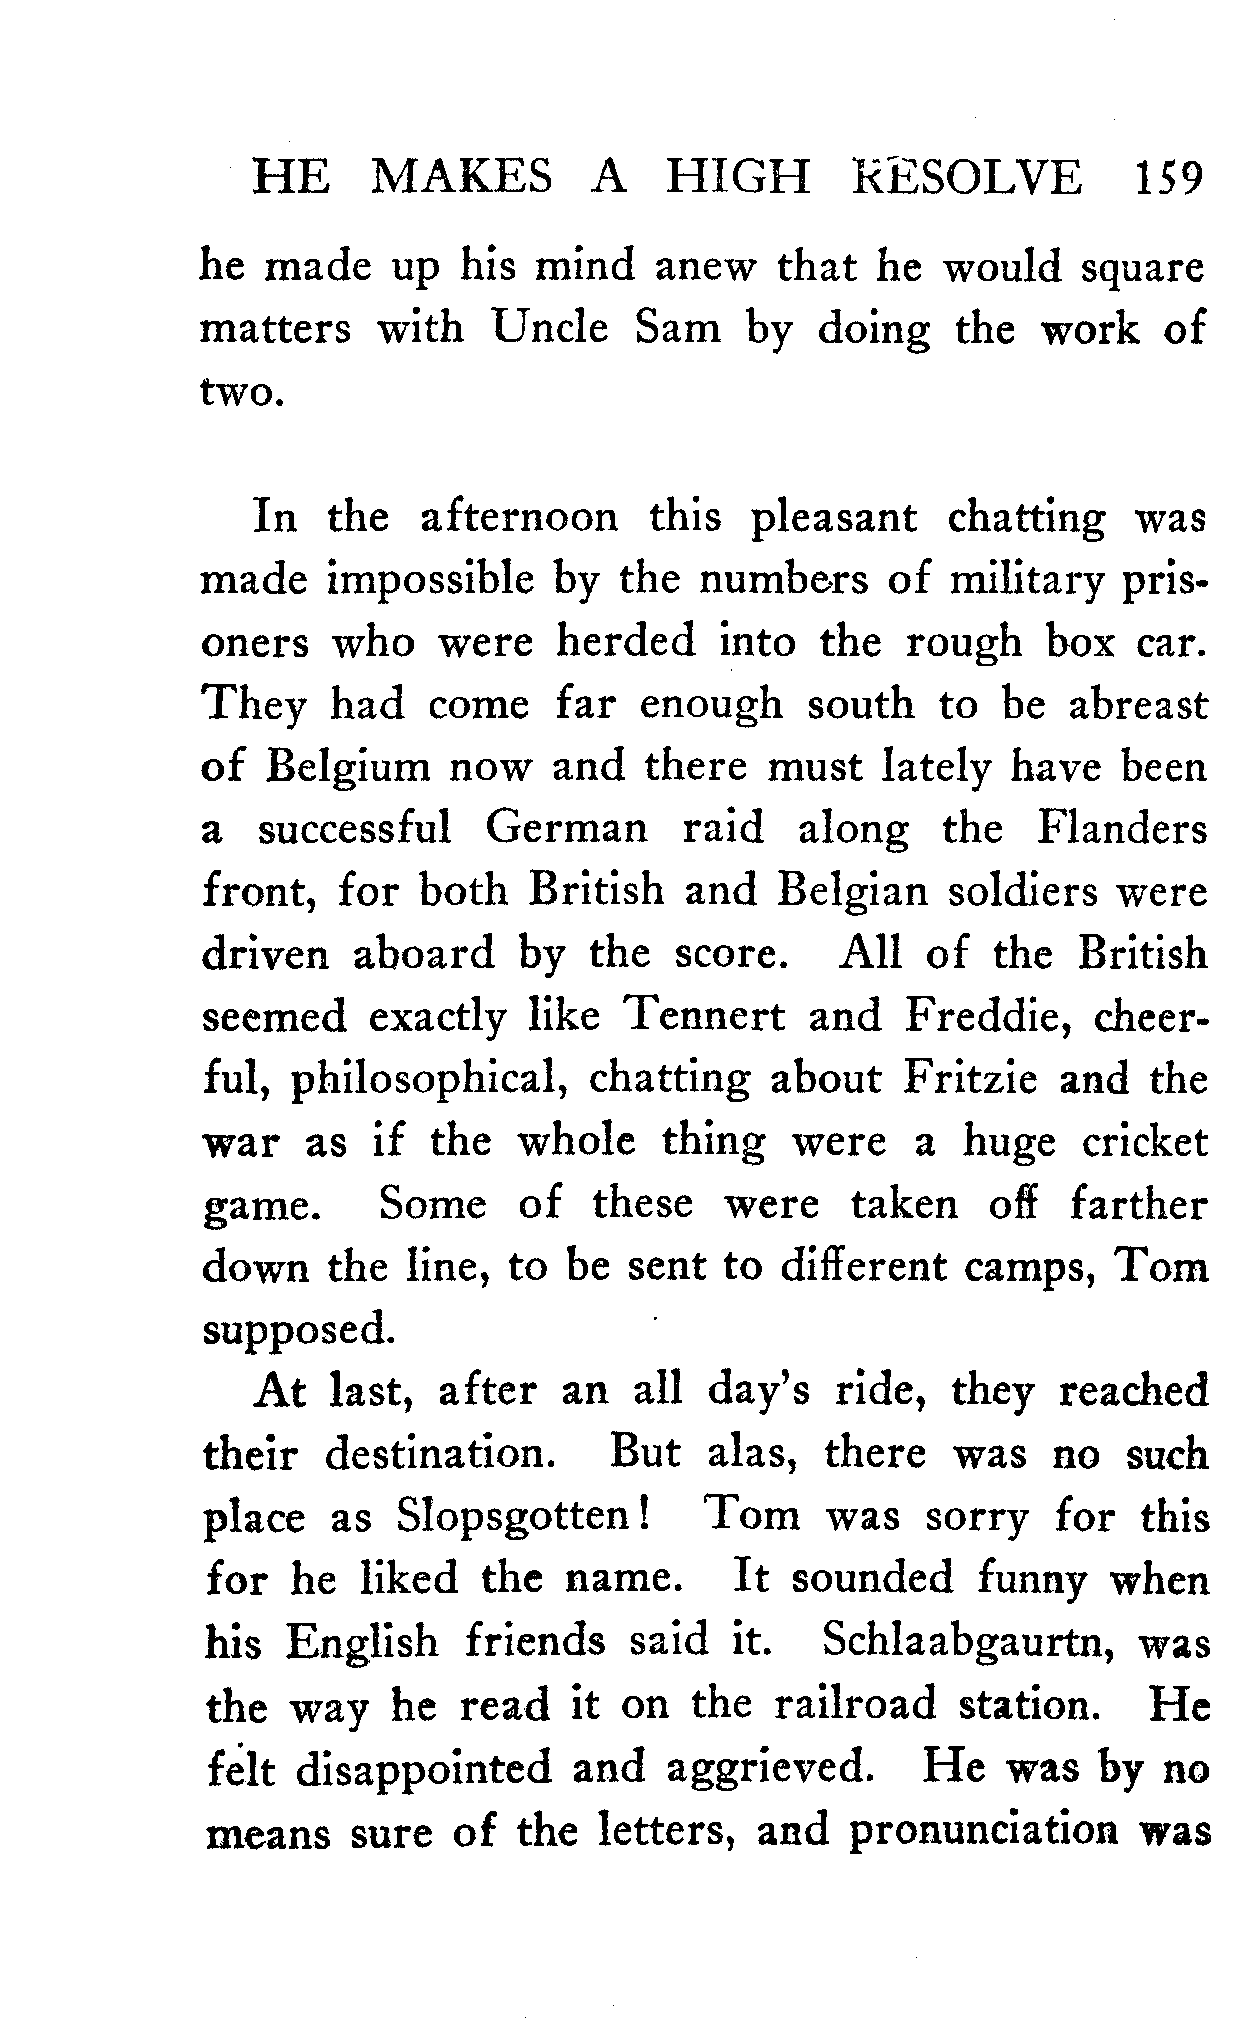 HE MAKES A HIGH RESOLVE 159
he made up his mind anew that he would square
matters with Uncle Sam by doing the work of
two.
In the afternoon this pleasant chatting was
made impossible by the numbers of military pris-
oners who were herded into the rough box car.
They had come far enough south to be abreast
of Belgium now and there must lately have been
a successful German raid along the Flanders
front, for both British and Belgian soldiers were
driven aboard by the score. All of the British
seemed exactly like Tennert and Freddie, cheer-
ful, philosophical, chatting about Fritzie and the
war as if the whole thing were a huge cricket
game. Some of these were taken off farther
down the line, to be sent to different camps, Tom
supposed.
At last, after an all day's ride, they reached
their destination. But alas, there was no such
place as Slopsgotten! Tom was sorry for this
for he liked the name. It sounded funny when
his English friends said it. Schlaabgaurtn, was
the way he read it on the railroad station. He
felt disappointed and aggrieved. He was by no
means sure of the letters, and pronunciation was